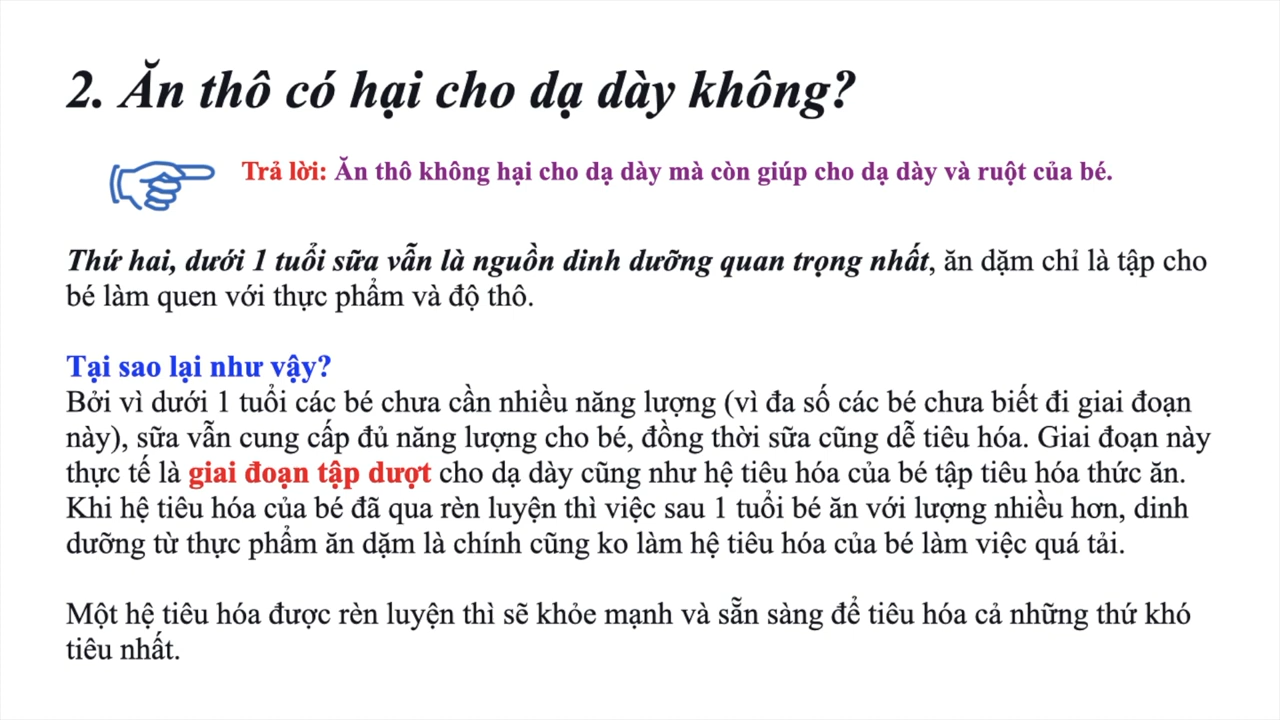 2. Ăn thô có hại cho dạ dày không?
Trả lời: Ăn thô không hại cho dạ dày mà còn giúp cho dạ dày và ruột của bé.
Thứ hai, dưới 1 tuổi sữa vẫn là nguồn dinh dưỡng quan trọng nhất, ăn dặm chỉ là tập cho
bé làm quen với thực phẩm và độ thô.
Tại sao lại như vậy?
Bởi vì dưới 1 tuổi các bé chưa cần nhiều năng lượng (vì đa số các bé chưa biết đi giai đoạn
này), sữa vẫn cung cấp đủ năng lượng cho bé, đồng thời sữa cũng dễ tiêu hóa. Giai đoạn này
thực tế là giai đoạn tập dượt cho dạ dày cũng như hệ tiêu hóa của bé tập tiêu hóa thức ăn.
Khi hệ tiêu hóa của bé đã qua rèn luyện thì việc sau 1 tuổi bé ăn với lượng nhiều hơn, dinh
dưỡng từ thực phẩm ăn dặm là chính cũng ko làm hệ tiêu hóa của bé làm việc quá tải.
Một hệ tiêu hóa được rèn luyện thì sẽ khỏe mạnh và sẵn sàng để tiêu hóa cả những thứ khó
tiêu nhất.